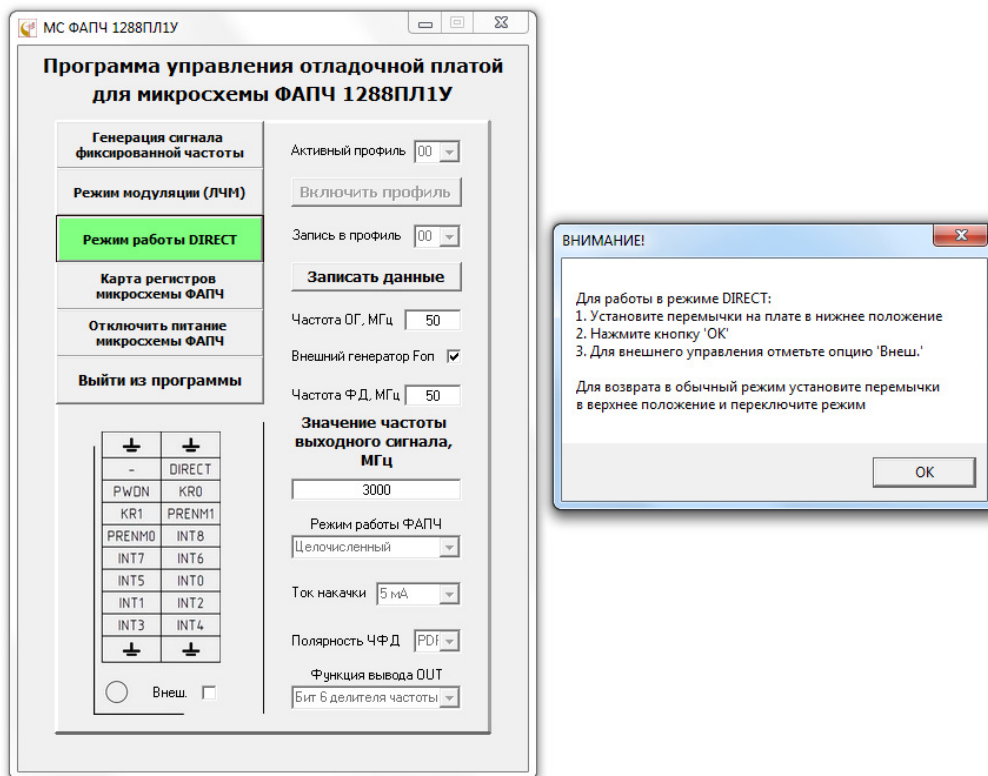 МС ФАПЧ 1288ПЛ1У
Программа управления отладочной платой
для микросхемы ФАПЧ 1288ПЛ1У
Генерация сигнала
фиксированной частоты
Режим модуляции (ЛЧМ)
Режим работы DIRECT
Карта регистров
микросхемы ФАПЧ
Отключить питание
микросхемы ФАПЧ
Выйти из программы
Активный профиль 00
Включить профиль
Запись в профиль 00
Записать данные
Частота ОГ, МГц 50
Внешний генератор Fоп
Частота ФД, МГц 50
Значение частоты
выходного сигнала,
МГц
3000
Режим работы ФАПЧ
Целочисленный
Ток накачки 5 мА
Полярность ЧФД PDF
Функция вывода OUT
Бит 6 делителя частоты
- DIRECT
PWDN KR0
KR1 PRENM1
PRENM0 INT8
INT7 INT6
INT5 INT0
INT1 INT2
INT3 INT4
Внеш.
ВНИМАНИЕ!
Для работы в режиме DIRECT:
1. Установите перемычки на плате в нижнее положение
2. Нажмите кнопку 'ОК'
3. Для внешнего управления отметьте опцию 'Внеш.'
Для возврата в обычный режим установите перемычки
в верхнее положение и переключите режим
OK